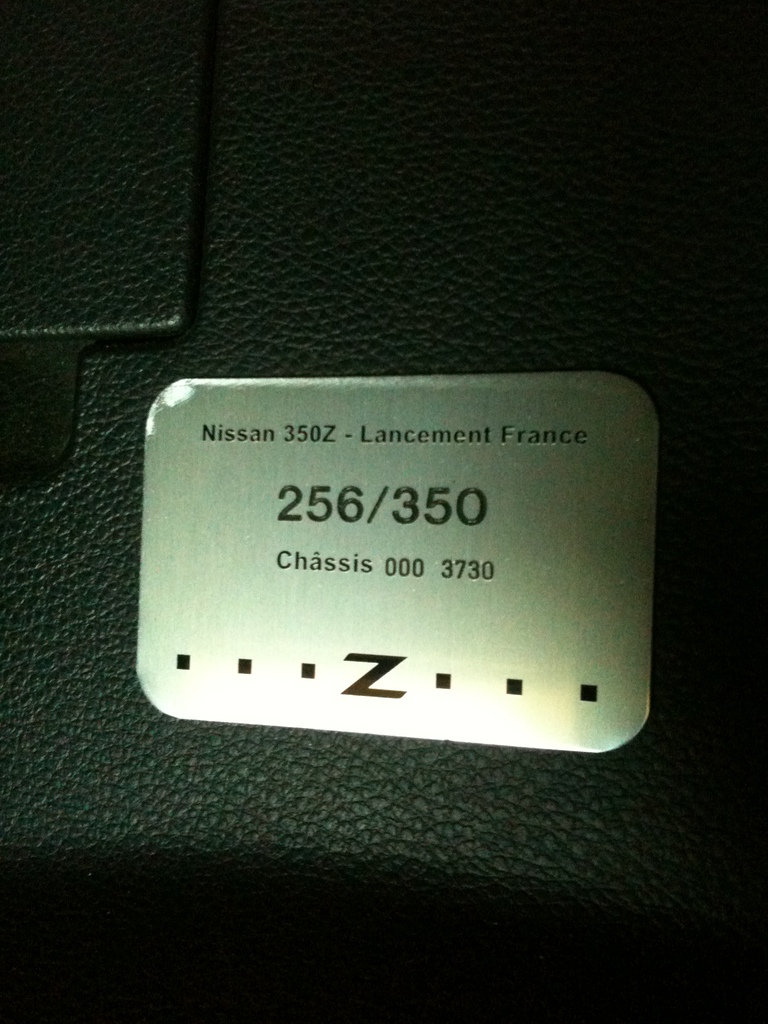 Nissan 350Z - Lancement France
256/350
Châssis 000 3730
Z